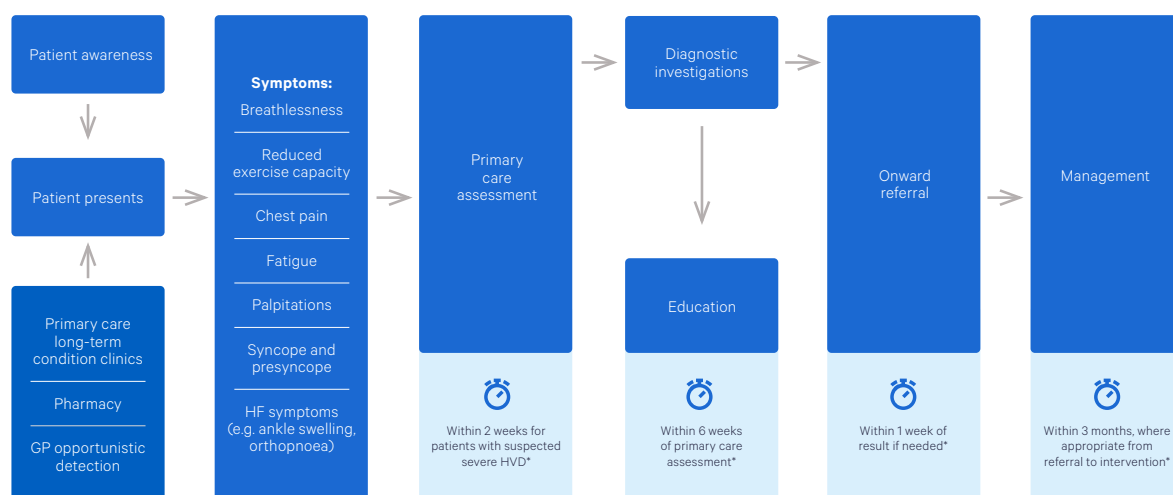 Patient awareness
Patient presents
Primary care
long-term
condition clinics
Pharmacy
GP opportunistic
detection
Symptoms:
Breathlessness
Reduced
exercise capacity
Chest pain
Fatigue
Palpitations
Syncope and
presyncope
HF symptoms
(e.g. ankle swelling,
orthopnoea)
Primary
care
assessment
Within 2 weeks for
patients with suspected
severe HVD*
Diagnostic
investigations
Education
Within 6 weeks
of primary care
assessment*
Onward
referral
Within 1 week of
result if needed*
Management
Within 3 months, where
appropriate from
referral to intervention*